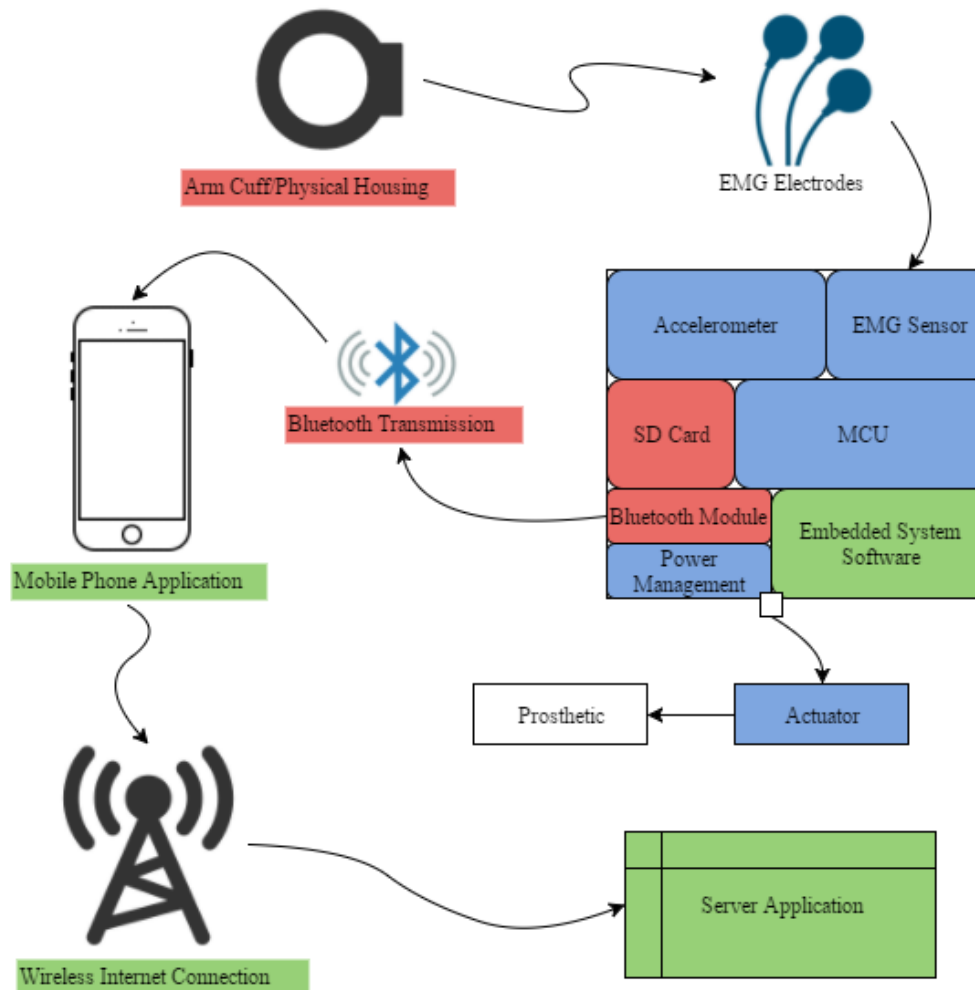 Arm Cuff/Physical Housing
EMG Electrodes
Accelerometer
EMG Sensor
SD Card
MCU
Bluetooth Transmission
Bluetooth Module
Embedded System
Software
Power
Management
Mobile Phone Application
Prosthetic
Actuator
Server Application
Wireless Internet Connection